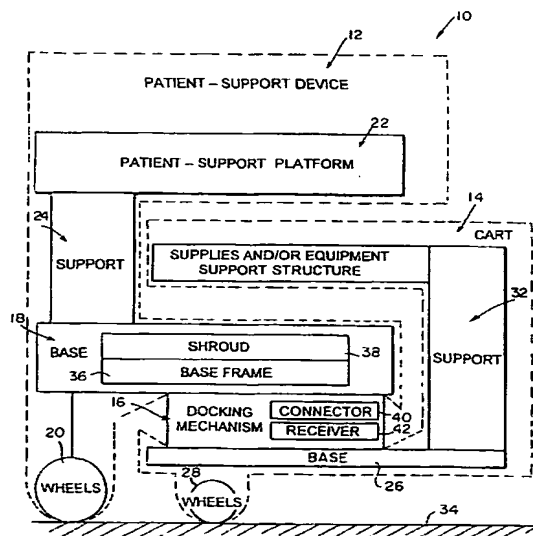 10
12
PATIENT – SUPPORT DEVICE
22
PATIENT – SUPPORT PLATFORM
24
14
CART
SUPPORT
SUPPLIES AND/OR EQUIPMENT
SUPPORT STRUCTURE
32
18
BASE
SHROUD
38
SUPPORT
36
BASE FRAME
16
DOCKING
MECHANISM
CONNECTOR
40
RECEIVER
42
20
BASE
26
WHEELS
28
WHEELS
34